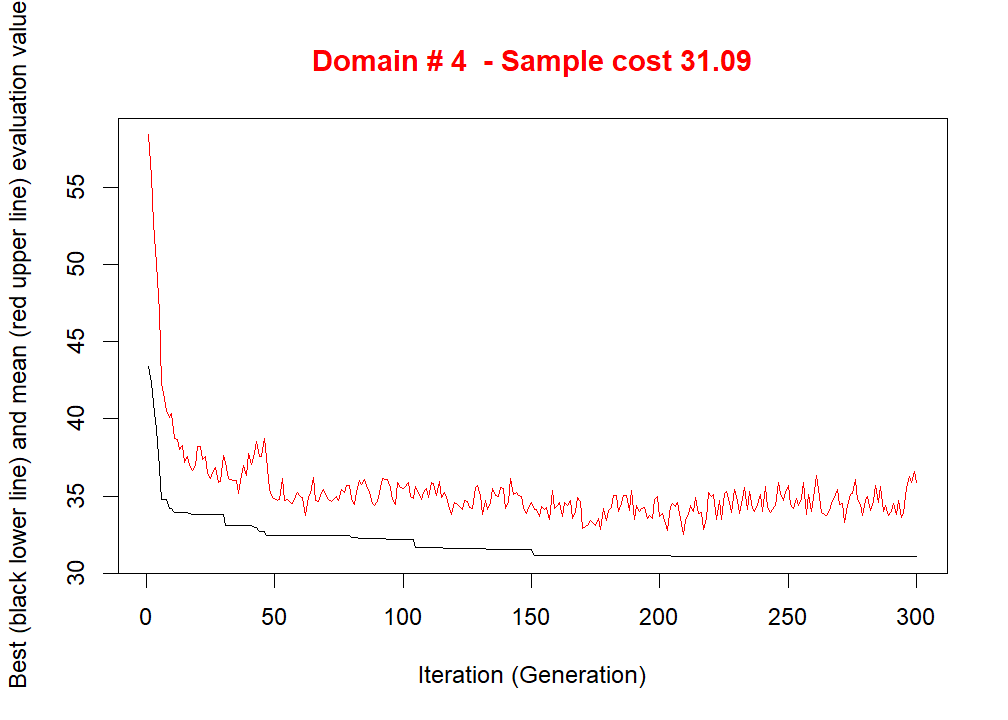 Domain # 4  - Sample cost 31.09
Best (black lower line) and mean (red upper line) evaluation value
55
50
45
40
35
30
0 50 100 150 200 250 300
Iteration (Generation)